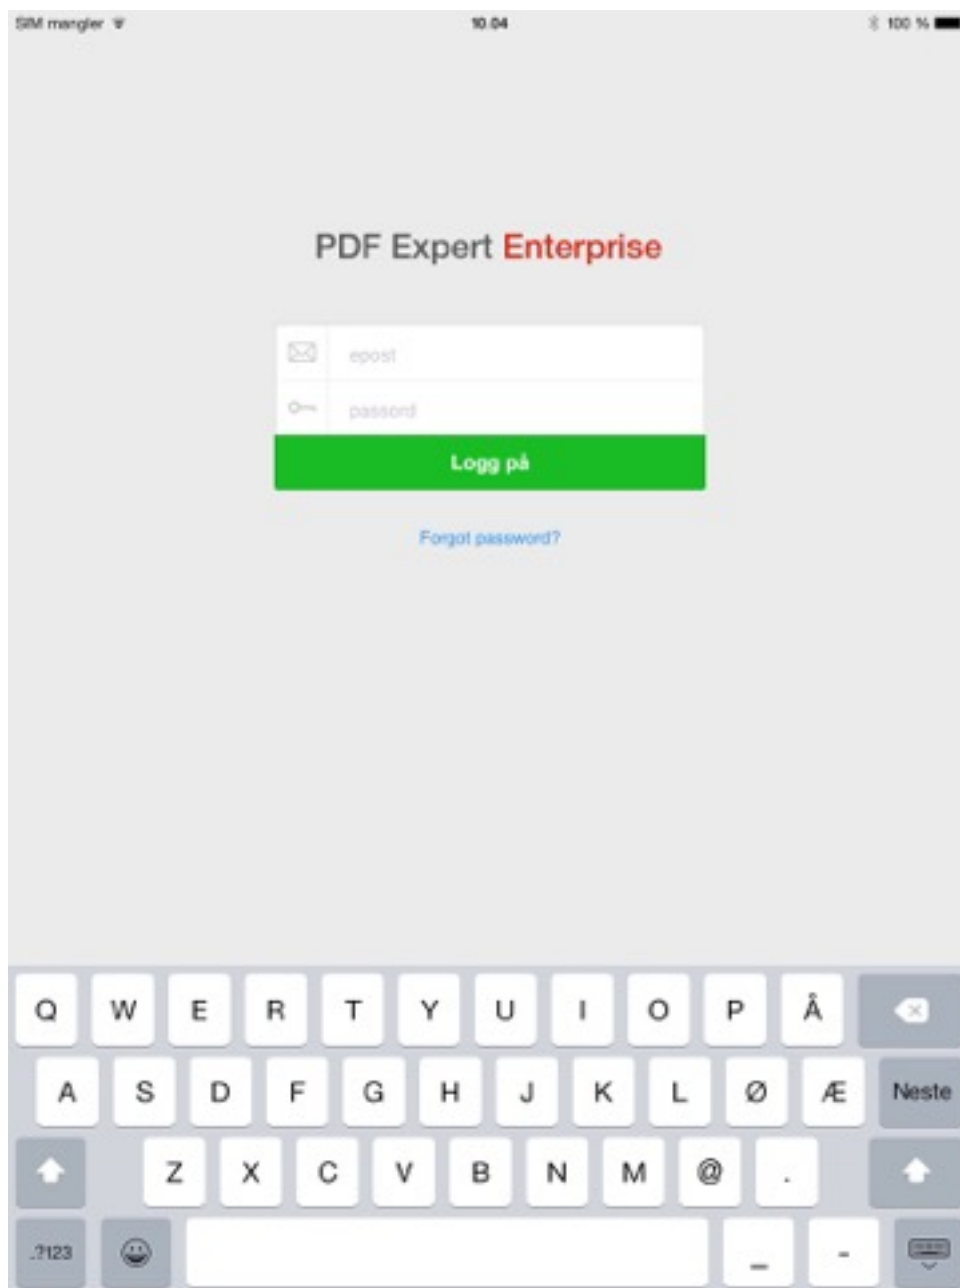 SIM mangler 10.04 100 %
PDF Expert Enterprise
epost
passord
Logg på
Forgot password?
Q W E R T Y U I O P Å
A S D F G H J K L Ø Æ Neste
Z X C V B N M @ .
.?123 _ -